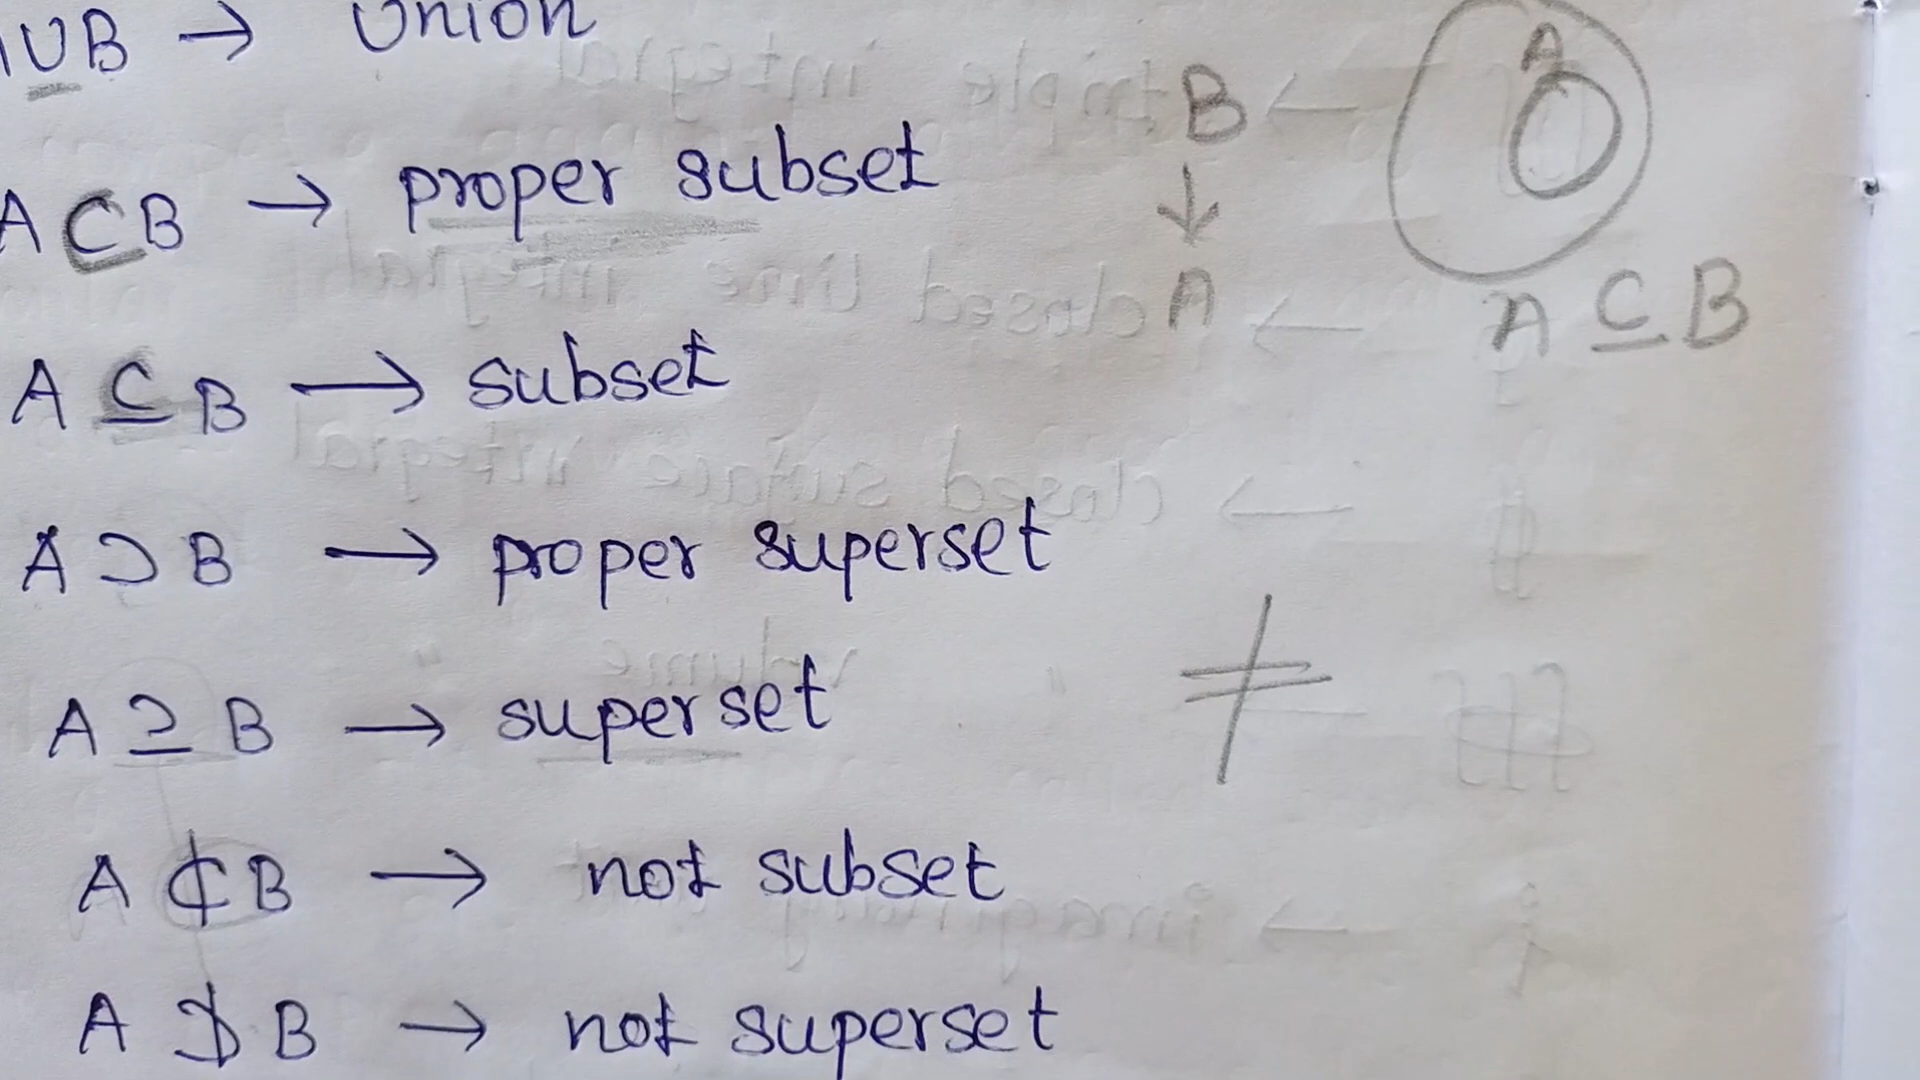 A∪B → Union
A ⊂ B → proper subset
A ⊆ B → subset
A ⊃ B → proper superset
A ⊇ B → superset
A ⊄ B → not subset
A ⊅ B → not superset
B
↓
A
A
A ⊆ B
≠